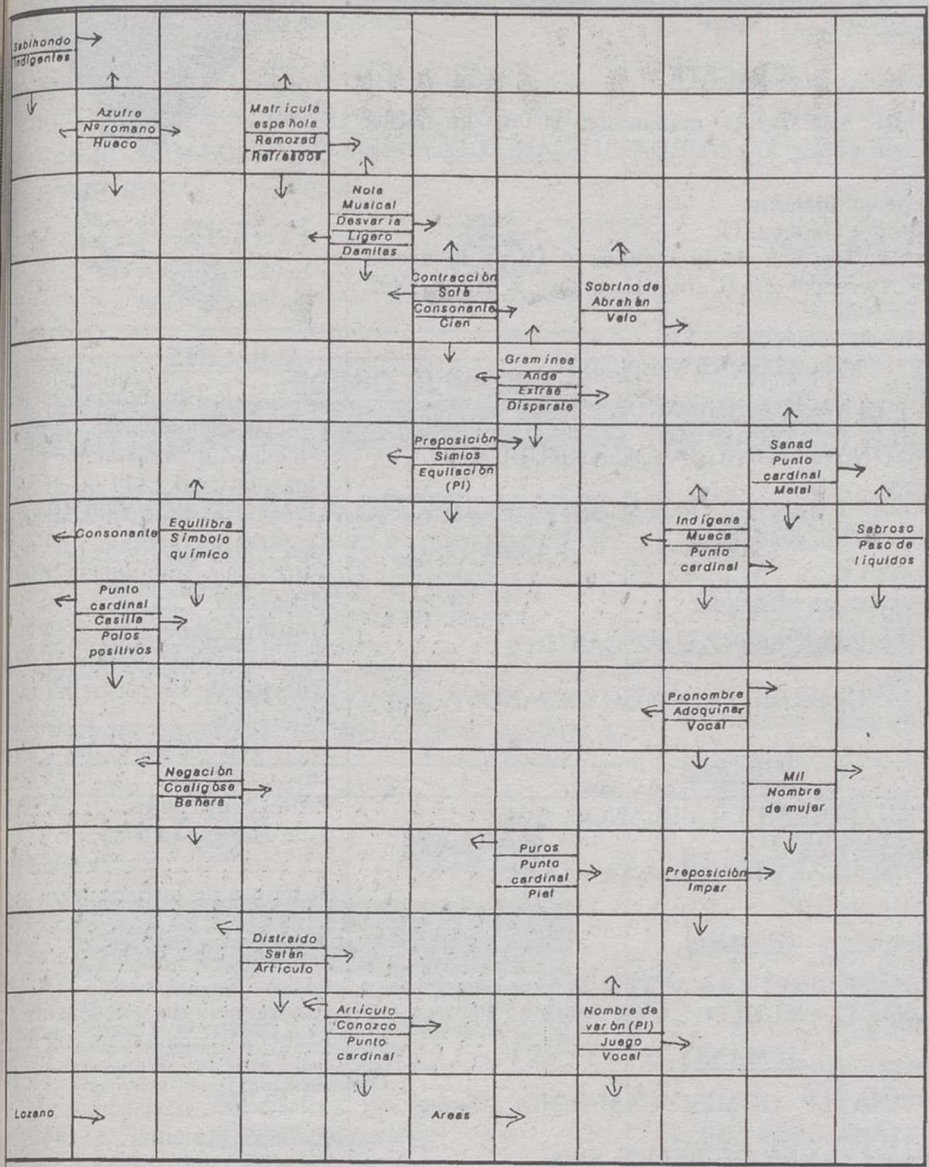 Sabihondo
Indigentes
Azufre
Nº romano
Hueco
Matrícula
española
Remozad
Refrescos
Nota
Musical
Desvaría
Ligero
Damitas
Contracción
Sofá
Consonante
Cien
Sobrino de
Abrahán
Velo
Gramínea
Ande
Extrae
Disparate
Preposición
Simios
Equitación
(Pl)
Sanad
Punto
cardinal
Metal
Consonante
Equilibra
Símbolo
químico
Indígena
Mueca
Punto
cardinal
Sabroso
Paso de
líquidos
Punto
cardinal
Casilla
Polos
positivos
Pronombre
Adoquinar
Vocal
Negación
Coaligóse
Bañera
Mil
Nombre
de mujer
Puros
Punto
cardinal
Piel
Preposición
Impar
Distraido
Satán
Artículo
Artículo
Conozco
Punto
cardinal
Nombre de
varón (Pl)
Juego
Vocal
Lozano
Areas